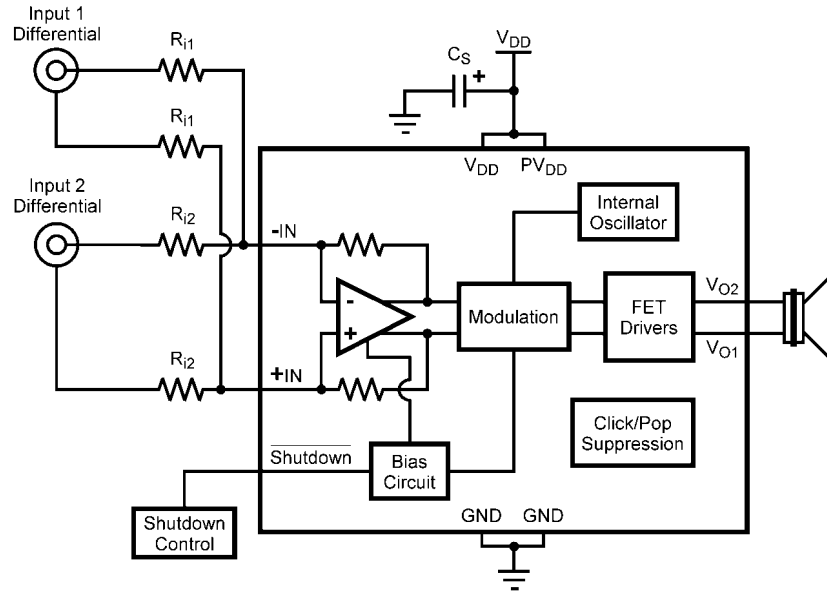 Input 1
Differential
Ri1
Ri1
Input 2
Differential
Ri2
Ri2
CS
+
VDD
VDD
PVDD
Internal
Oscillator
-IN
-
+
+IN
Modulation
FET
Drivers
VO2
VO1
Click/Pop
Suppression
Shutdown
Bias
Circuit
Shutdown
Control
GND
GND